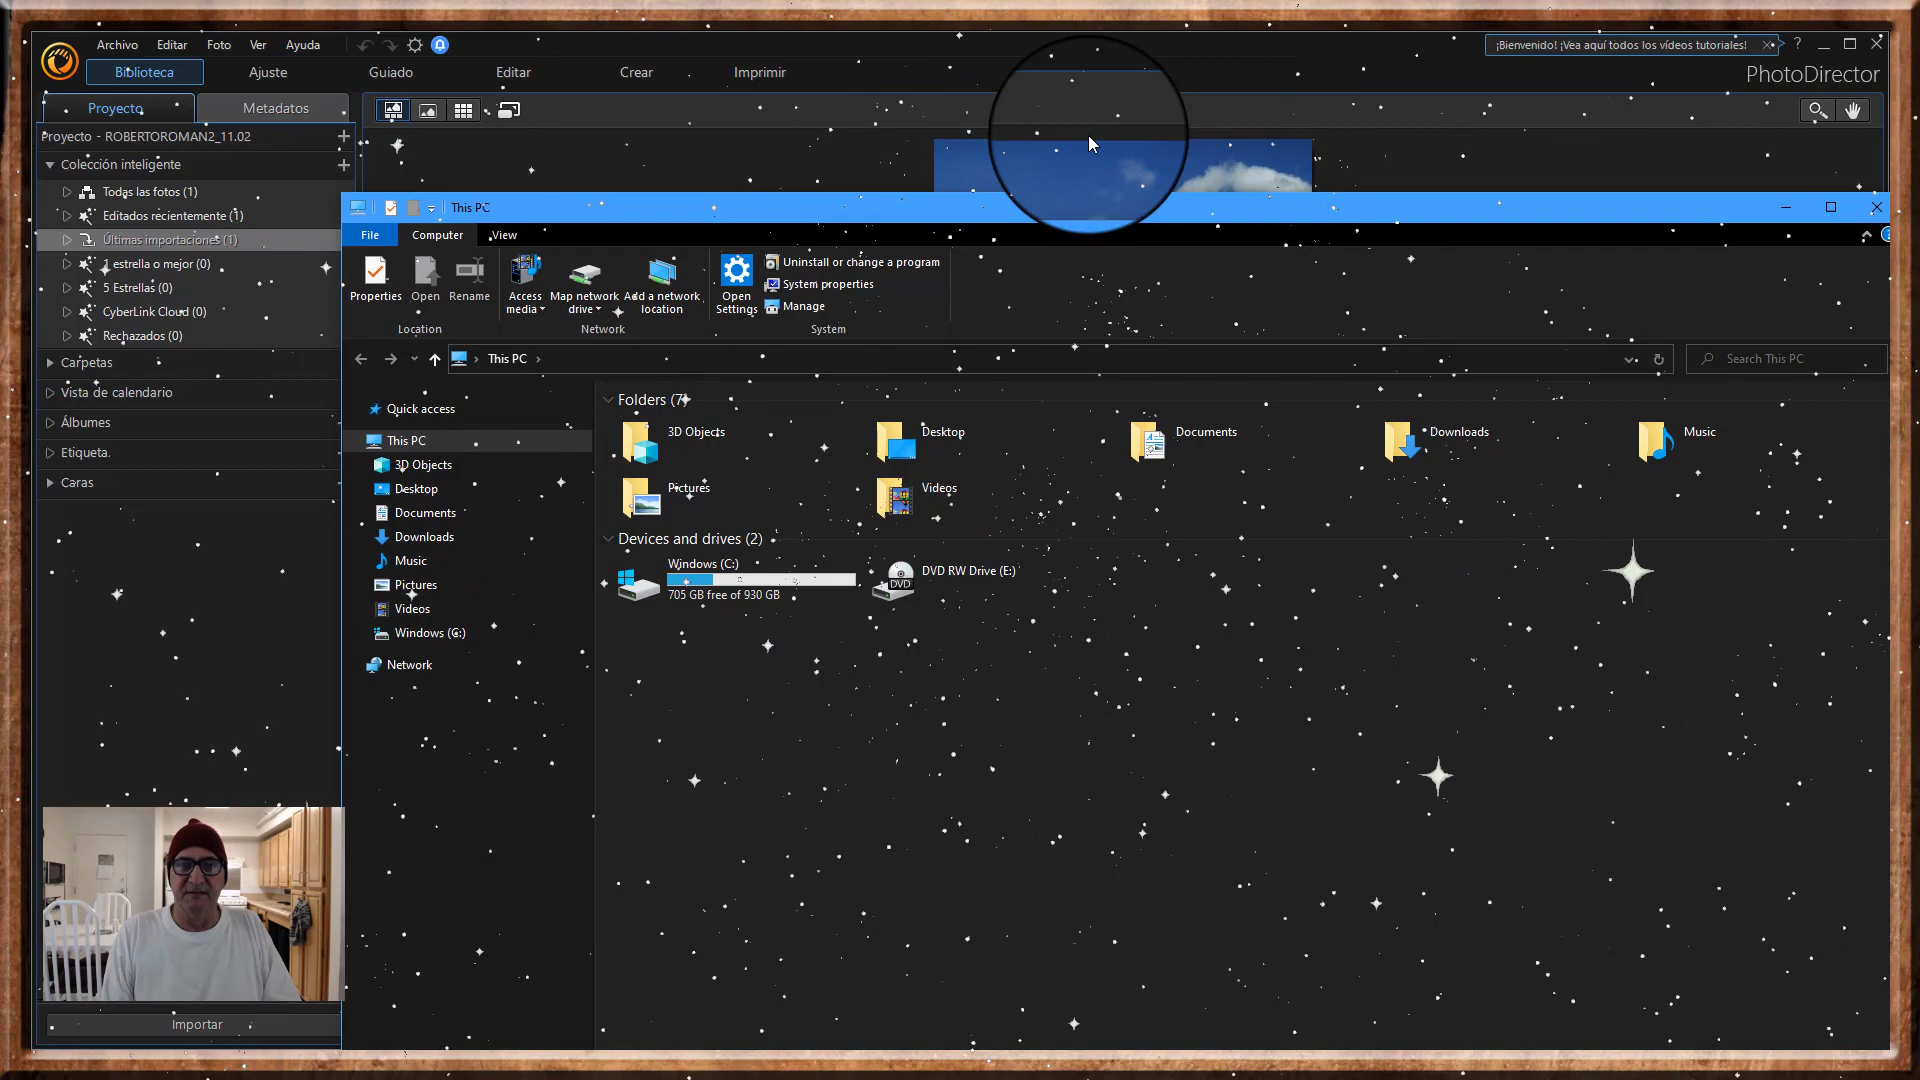 Archivo Editar Foto Ver Ayuda
¡Bienvenido! ¡Vea aquí todos los vídeos tutoriales!
Biblioteca Ajuste Guiado Editar Crear Imprimir
PhotoDirector
Proyecto Metadatos
Proyecto - ROBERTOROMAN2_11.02
Colección inteligente
Todas las fotos (1)
Editados recientemente (1)
Últimas importaciones (1)
1 estrella o mejor (0)
5 Estrellas (0)
CyberLink Cloud (0)
Rechazados (0)
Carpetas
Vista de calendario
Álbumes
Etiqueta
Caras
Importar
This PC
File Computer View
Properties Open Rename
Location
Access media Map network drive Add a network location
Network
Open Settings
Uninstall or change a program
System properties
Manage
System
This PC
Search This PC
Quick access
This PC
3D Objects
Desktop
Documents
Downloads
Music
Pictures
Videos
Windows (C:)
Network
Folders (7)
3D Objects Desktop Documents Downloads Music
Pictures Videos
Devices and drives (2)
Windows (C:)
705 GB free of 930 GB
DVD RW Drive (E:)
DVD